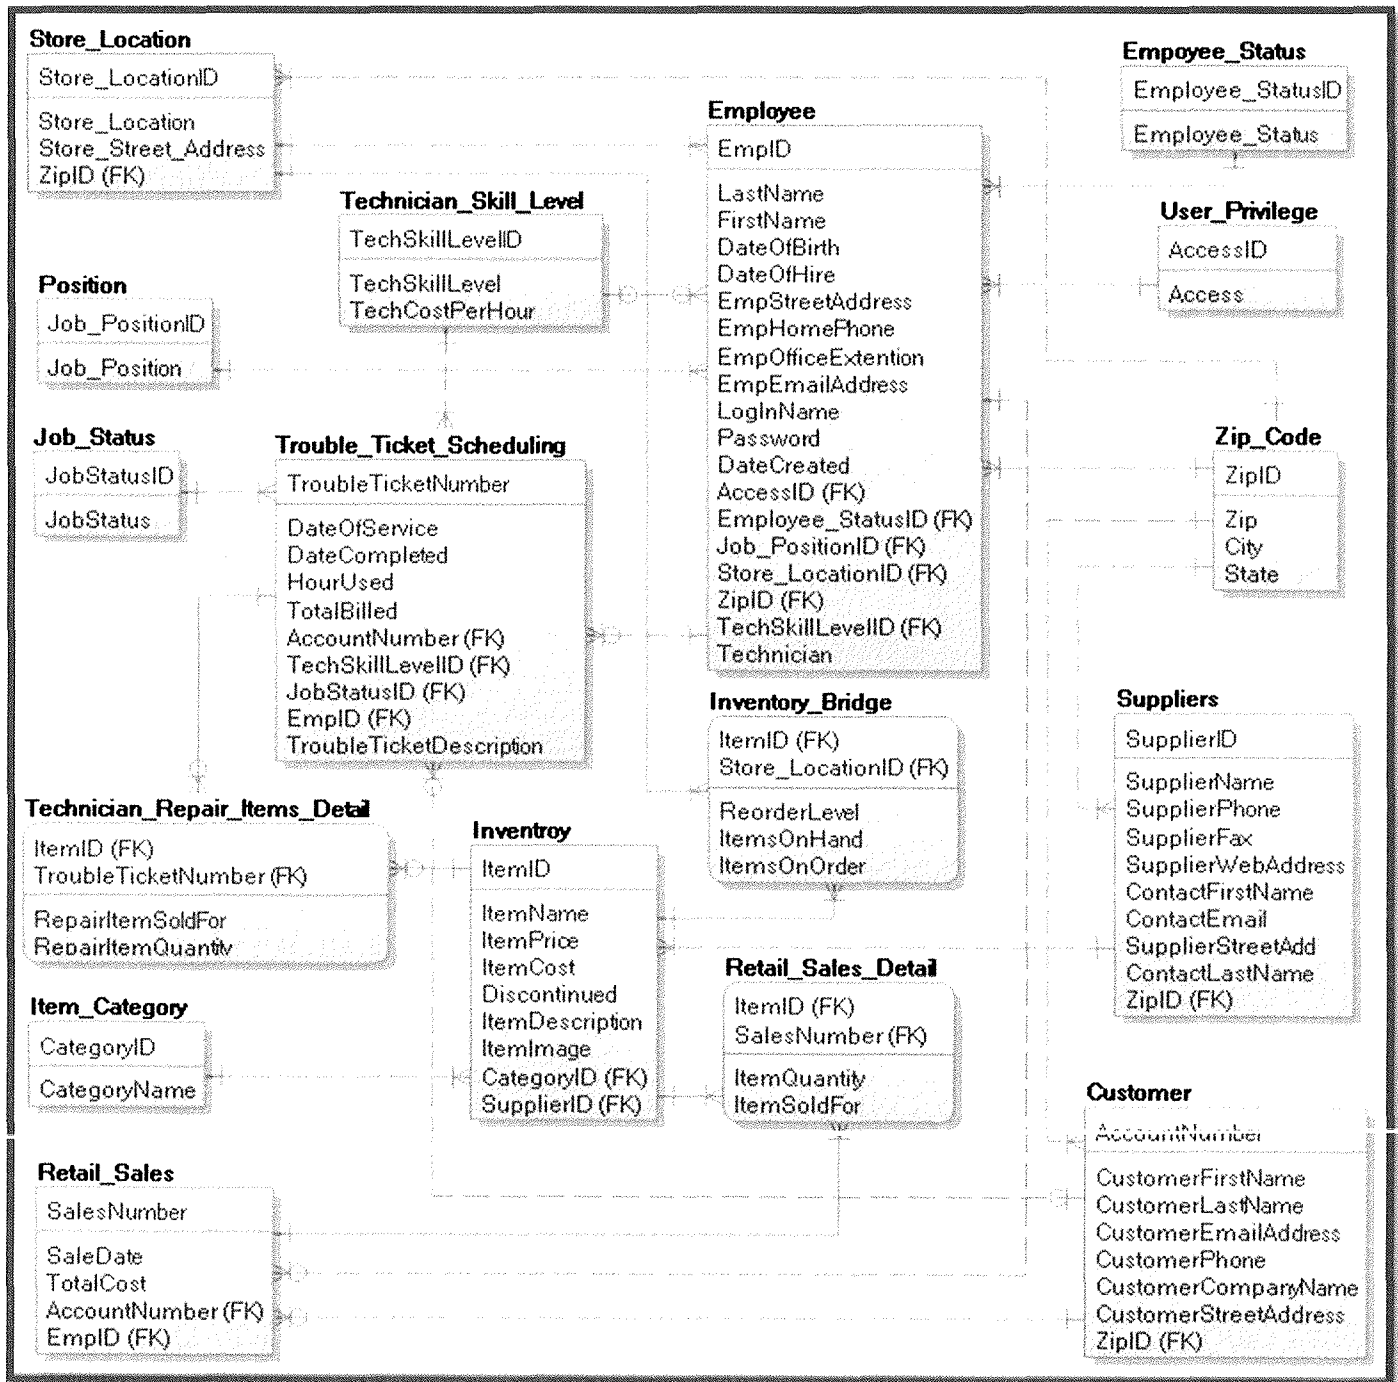 Store_Location
Store_LocationID
Store_Location
Store_Street_Address
ZipID (FK)
Empoyee_Status
Employee_StatusID
Employee_Status
Employee
EmpID
LastName
FirstName
DateOfBirth
DateOfHire
EmpStreetAddress
EmpHomePhone
EmpOfficeExtention
EmpEmailAddress
LogInName
Password
DateCreated
AccessID (FK)
Employee_StatusID (FK)
Job_PositionID (FK)
Store_LocationID (FK)
ZipID (FK)
TechSkillLevelID (FK)
Technician
Technician_Skill_Level
TechSkillLevelID
TechSkillLevel
TechCostPerHour
User_Privilege
AccessID
Access
Position
Job_PositionID
Job_Position
Job_Status
JobStatusID
JobStatus
Trouble_Ticket_Scheduling
TroubleTicketNumber
DateOfService
DateCompleted
HourUsed
TotalBilled
AccountNumber (FK)
TechSkillLevelID (FK)
JobStatusID (FK)
EmpID (FK)
TroubleTicketDescription
Zip_Code
ZipID
Zip
City
State
Inventory_Bridge
ItemID (FK)
Store_LocationID (FK)
ReorderLevel
ItemsOnHand
ItemsOnOrder
Suppliers
SupplierID
SupplierName
SupplierPhone
SupplierFax
SupplierWebAddress
ContactFirstName
ContactEmail
SupplierStreetAdd
ContactLastName
ZipID (FK)
Technician_Repair_Items_Detail
ItemID (FK)
TroubleTicketNumber (FK)
RepairItemSoldFor
RepairItemQuantity
Inventroy
ItemID
ItemName
ItemPrice
ItemCost
Discontinued
ItemDescription
ItemImage
CategoryID (FK)
SupplierID (FK)
Retail_Sales_Detail
ItemID (FK)
SalesNumber (FK)
ItemQuantity
ItemSoldFor
Item_Category
CategoryID
CategoryName
Customer
AccountNumber
CustomerFirstName
CustomerLastName
CustomerEmailAddress
CustomerPhone
CustomerCompanyName
CustomerStreetAddress
ZipID (FK)
Retail_Sales
SalesNumber
SaleDate
TotalCost
AccountNumber (FK)
EmpID (FK)